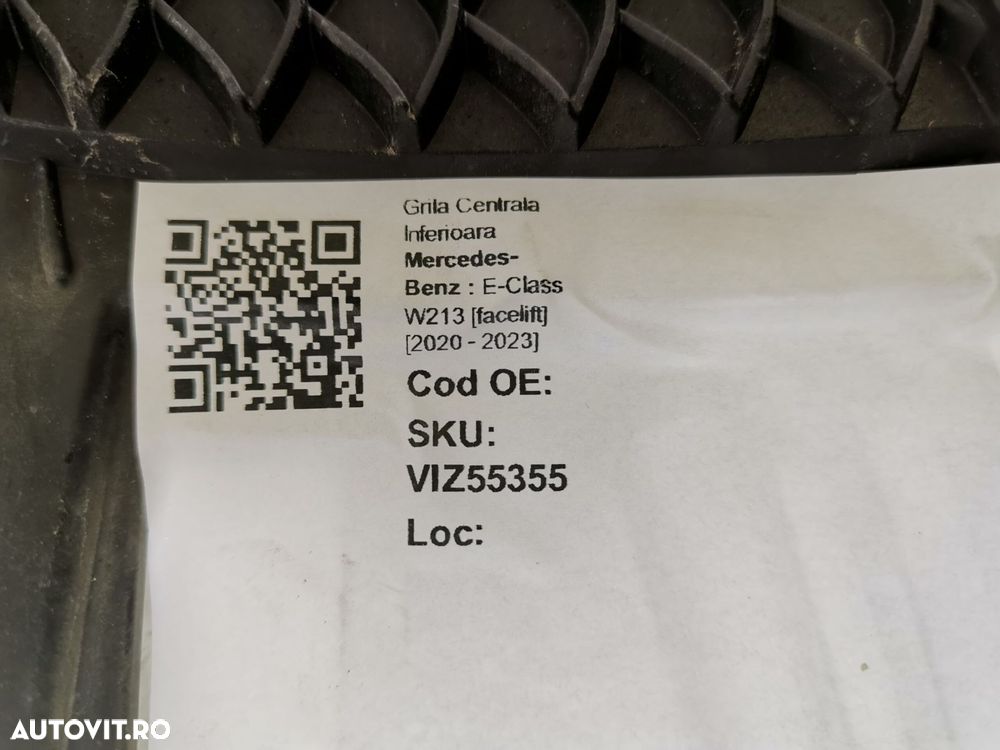 Grila Centrala
Inferioara
Mercedes-
Benz : E-Class
W213 [facelift]
[2020 - 2023]
Cod OE:
SKU:
VIZ55355
Loc:
AUTOVIT.RO